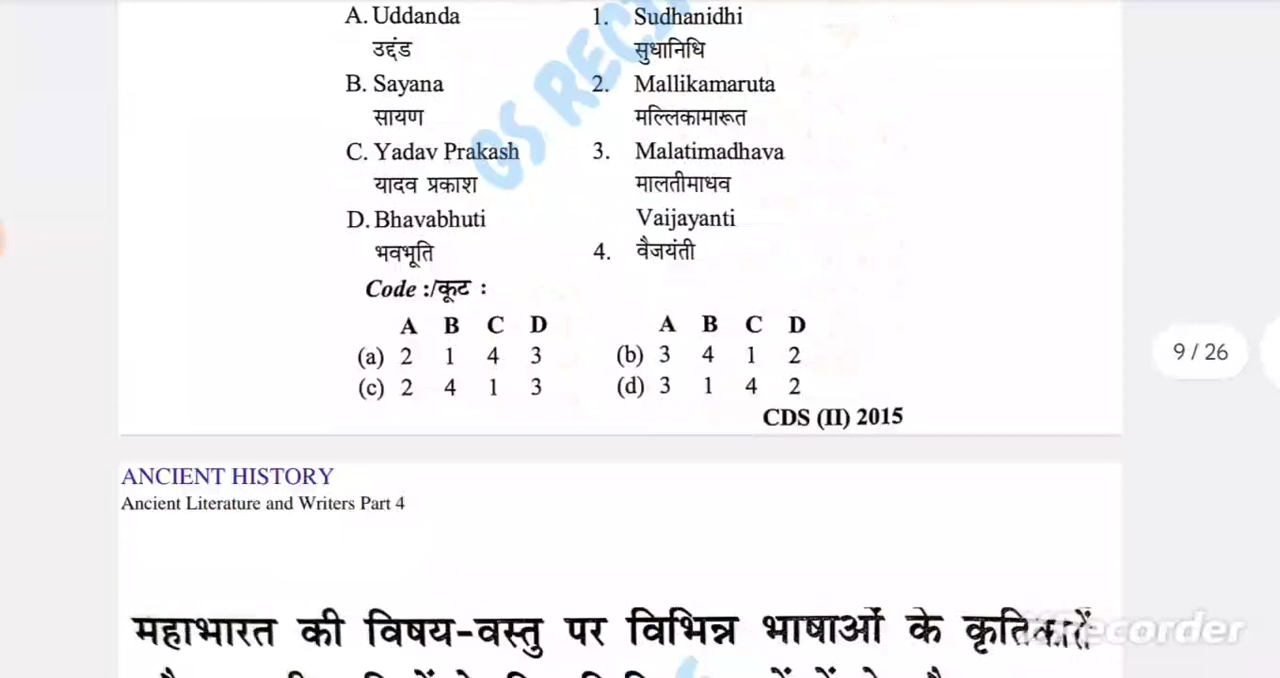 A. Uddanda 1. Sudhanidhi
उद्दंड सुधानिधि
B. Sayana 2. Mallikamaruta
सायण मल्लिकामारूत
C. Yadav Prakash 3. Malatimadhava
यादव प्रकाश मालतीमाधव
D. Bhavabhuti Vaijayanti
भवभूति 4. वैजयंती
Code :/कूट :
A B C D A B C D
(a) 2 1 4 3 (b) 3 4 1 2
(c) 2 4 1 3 (d) 3 1 4 2
CDS (II) 2015
9 / 26
ANCIENT HISTORY
Ancient Literature and Writers Part 4
महाभारत की विषय-वस्तु पर विभिन्न भाषाओं के कृतिकारों